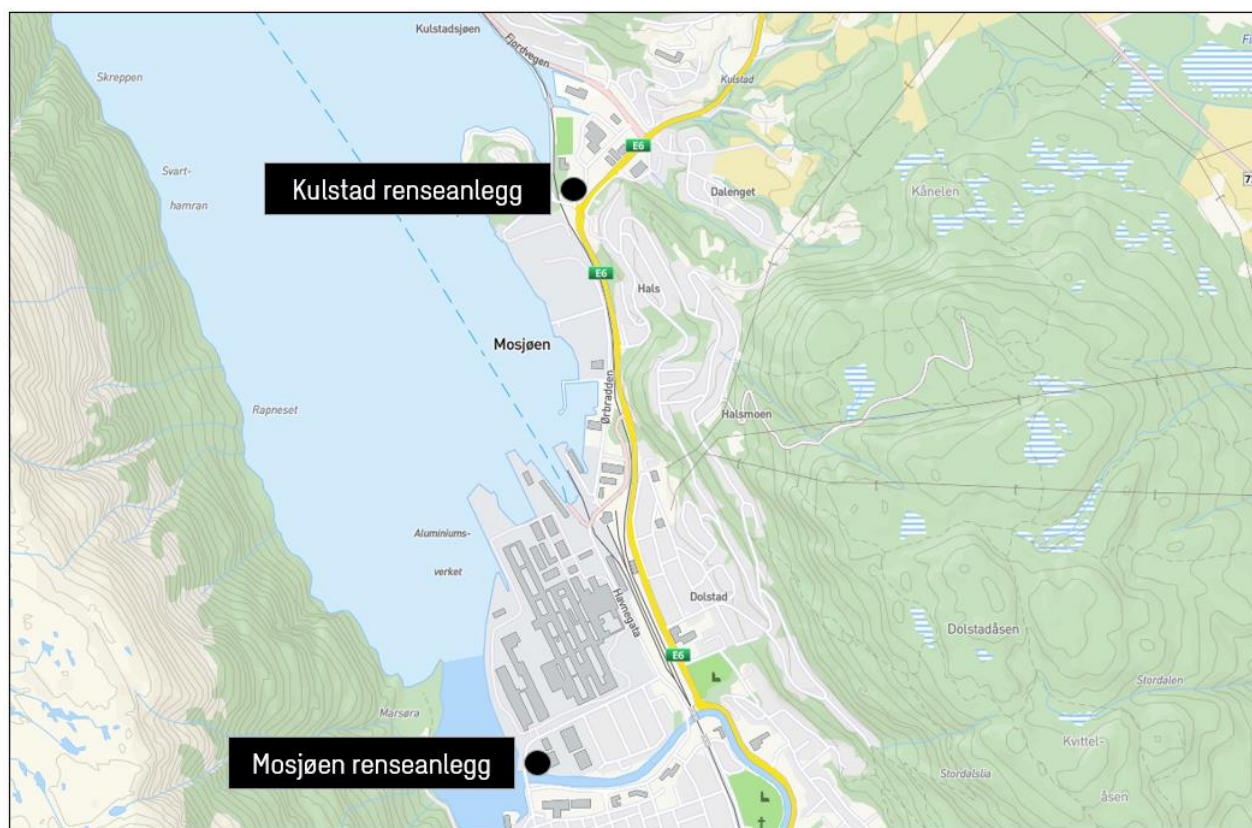 Kulstadsjøen
Fjordvegen
Skreppen
Kulstad
E6
Svart-
hamran
Kulstad renseanlegg
Dalenget
Kånelen
E6
Hals
Mosjøen
Ørbradden
Rapneset
Halsmoen
Aluminiums-
verket
Havnegata
Dolstad
Dolstadåsen
E6
Stordalen
Marsøra
Kvittel-
åsen
Mosjøen renseanlegg
Stordalslia